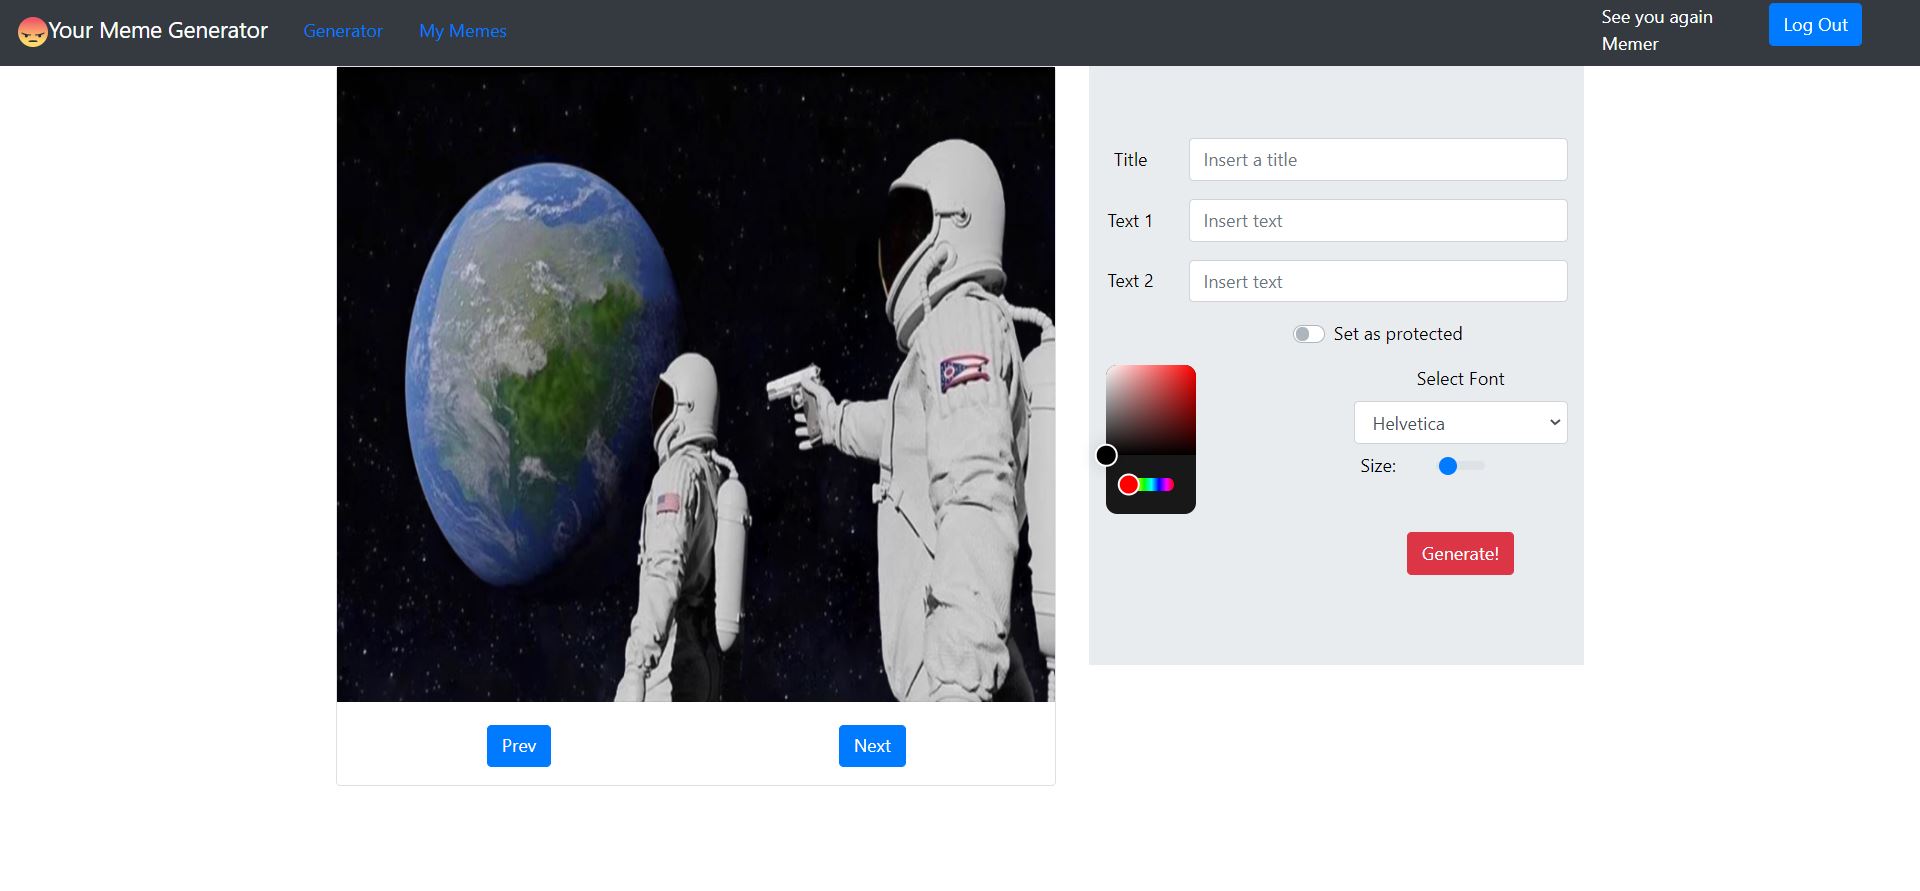 Your Meme Generator
Generator
My Memes
See you again
Memer
Log Out
Title
Insert a title
Text 1
Insert text
Text 2
Insert text
Set as protected
Select Font
Helvetica
Size:
Generate!
Prev
Next